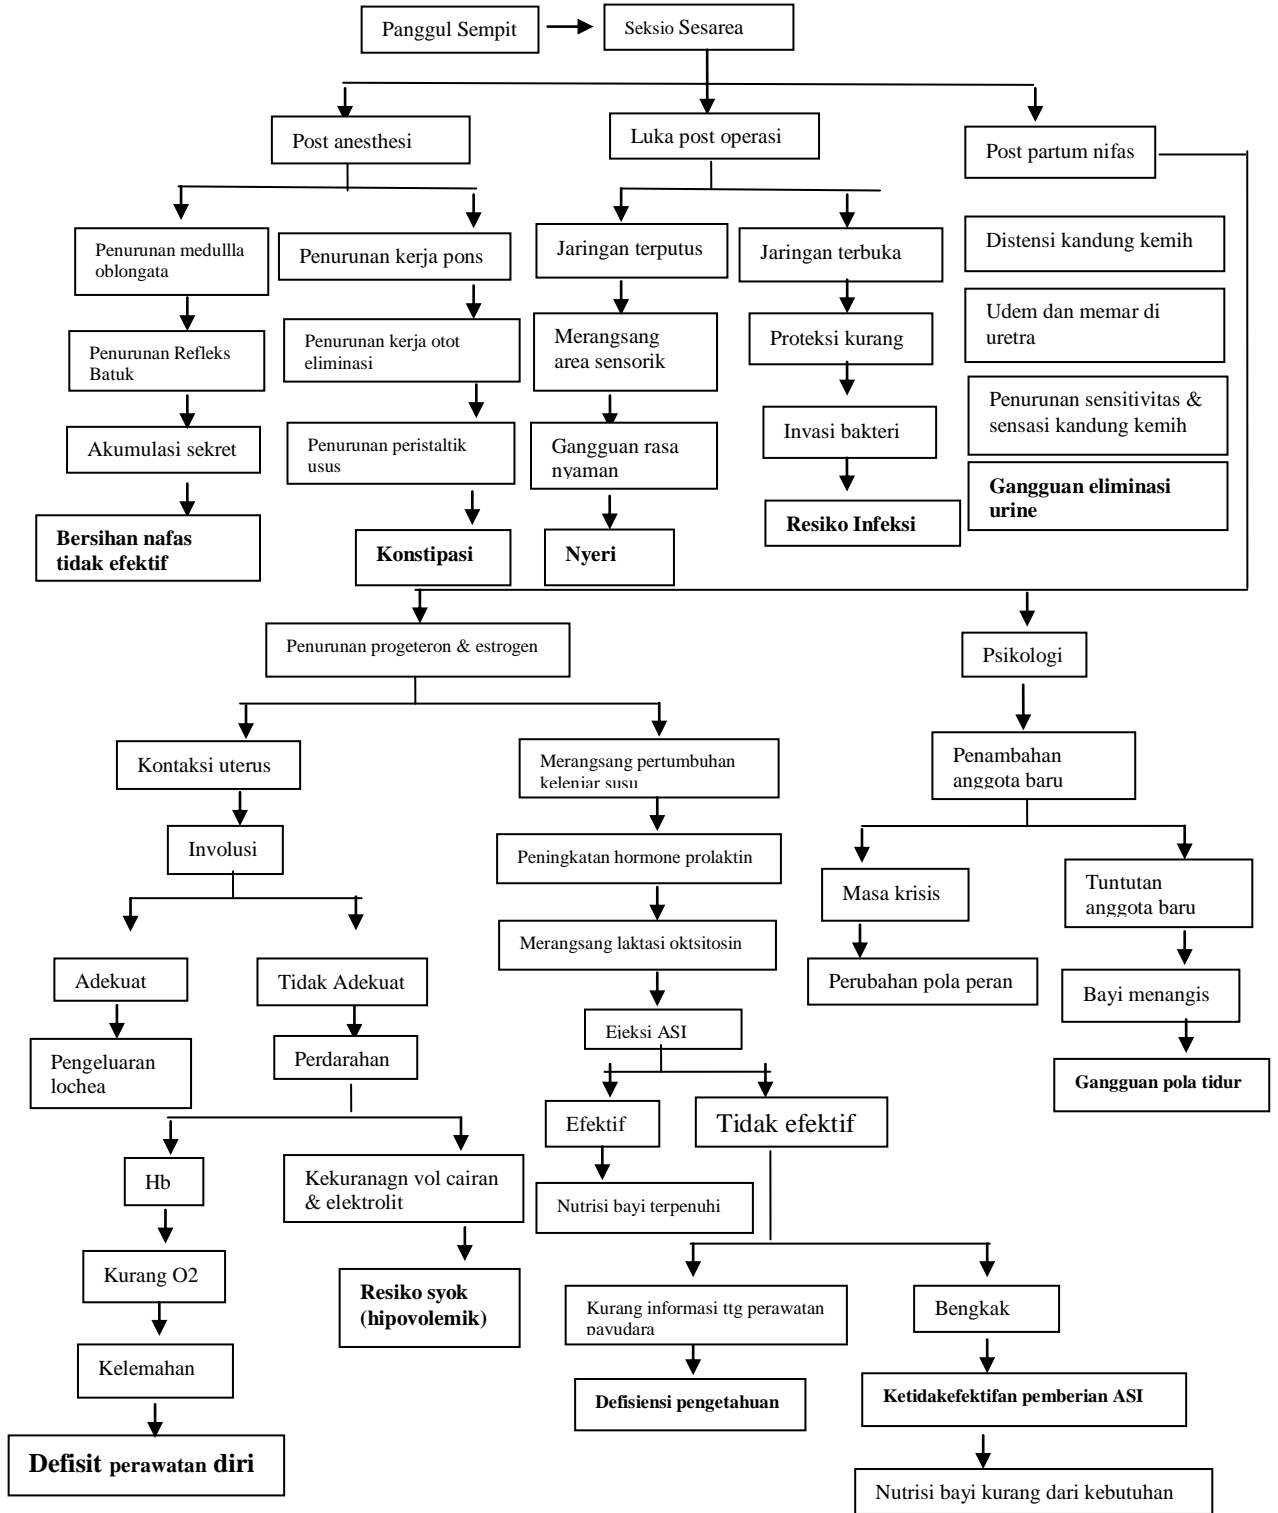 Panggul Sempit
Seksio Sesarea
Post anesthesi
Luka post operasi
Post partum nifas
Penurunan medullla
oblongata
Penurunan kerja pons
Jaringan terputus
Jaringan terbuka
Distensi kandung kemih
Penurunan Refleks
Batuk
Penurunan kerja otot
eliminasi
Merangsang
area sensorik
Proteksi kurang
Udem dan memar di
uretra
Akumulasi sekret
Penurunan peristaltik
usus
Gangguan rasa
nyaman
Invasi bakteri
Penurunan sensitivitas &
sensasi kandung kemih
Bersihan nafas
tidak efektif
Konstipasi
Nyeri
Resiko Infeksi
Gangguan eliminasi
urine
Penurunan progeteron & estrogen
Psikologi
Kontaksi uterus
Merangsang pertumbuhan
kelenjar susu
Penambahan
anggota baru
Involusi
Peningkatan hormone prolaktin
Masa krisis
Tuntutan
anggota baru
Adekuat
Tidak Adekuat
Merangsang laktasi oktsitosin
Perubahan pola peran
Bayi menangis
Pengeluaran
lochea
Perdarahan
Ejeksi ASI
Gangguan pola tidur
Efektif
Tidak efektif
Hb
Kekuranagn vol cairan
& elektrolit
Nutrisi bayi terpenuhi
Kurang O2
Resiko syok
(hipovolemik)
Kurang informasi ttg perawatan
payudara
Bengkak
Kelemahan
Defisiensi pengetahuan
Ketidakefektifan pemberian ASI
Defisit perawatan diri
Nutrisi bayi kurang dari kebutuhan